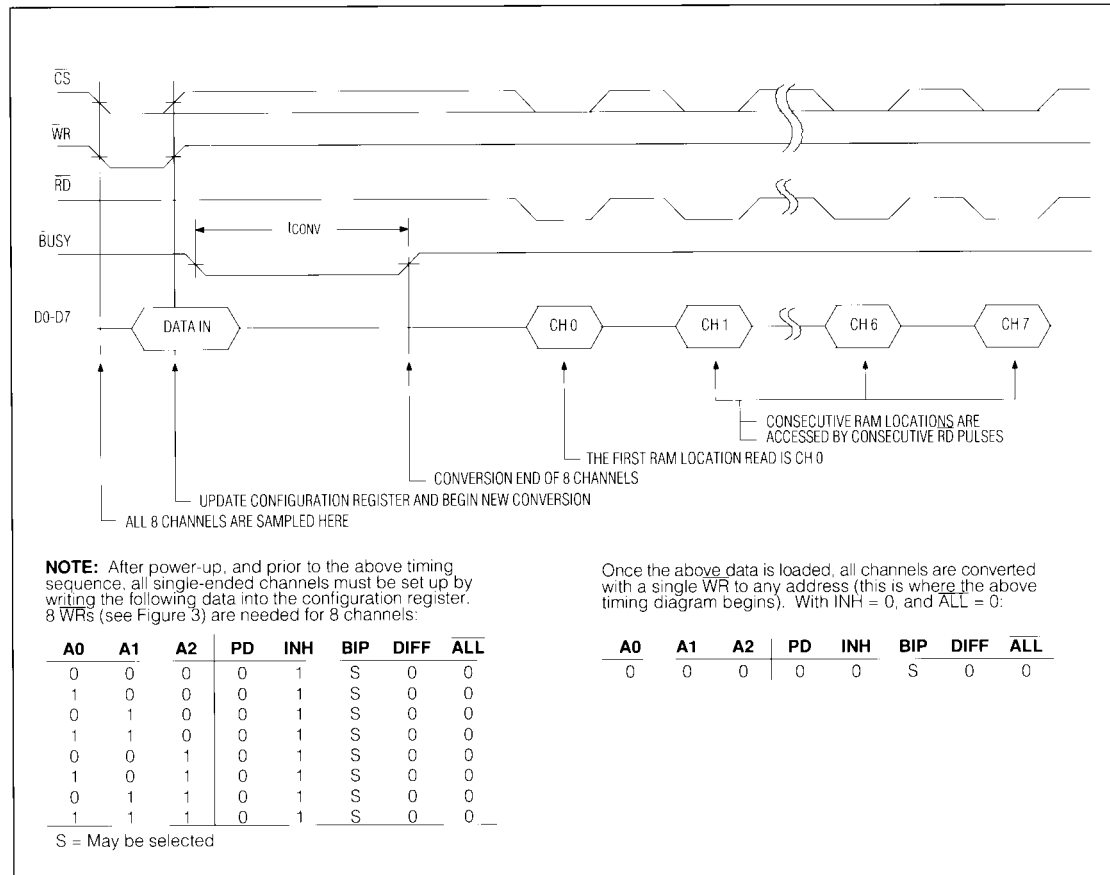 C̅S̅
W̅R̅
R̅D̅
B̅U̅S̅Y̅
tCONV
D0-D7
DATA IN
CH 0
CH 1
CH 6
CH 7
CONSECUTIVE RAM LOCATIONS ARE
ACCESSED BY CONSECUTIVE R̅D̅ PULSES
THE FIRST RAM LOCATION READ IS CH 0
CONVERSION END OF 8 CHANNELS
UPDATE CONFIGURATION REGISTER AND BEGIN NEW CONVERSION
ALL 8 CHANNELS ARE SAMPLED HERE
NOTE: After power-up, and prior to the above timing
sequence, all single-ended channels must be set up by
writing the following data into the configuration register.
8 W̅R̅s (see Figure 3) are needed for 8 channels:
A0 A1 A2 PD INH BIP DIFF A̅L̅L̅
0 0 0 0 1 S 0 0
1 0 0 0 1 S 0 0
0 1 0 0 1 S 0 0
1 1 0 0 1 S 0 0
0 0 1 0 1 S 0 0
1 0 1 0 1 S 0 0
0 1 1 0 1 S 0 0
1 1 1 0 1 S 0 0
S = May be selected
Once the above data is loaded, all channels are converted
with a single W̅R̅ to any address (this is where the above
timing diagram begins). With INH = 0, and A̅L̅L̅ = 0:
A0 A1 A2 PD INH BIP DIFF A̅L̅L̅
0 0 0 0 0 S 0 0